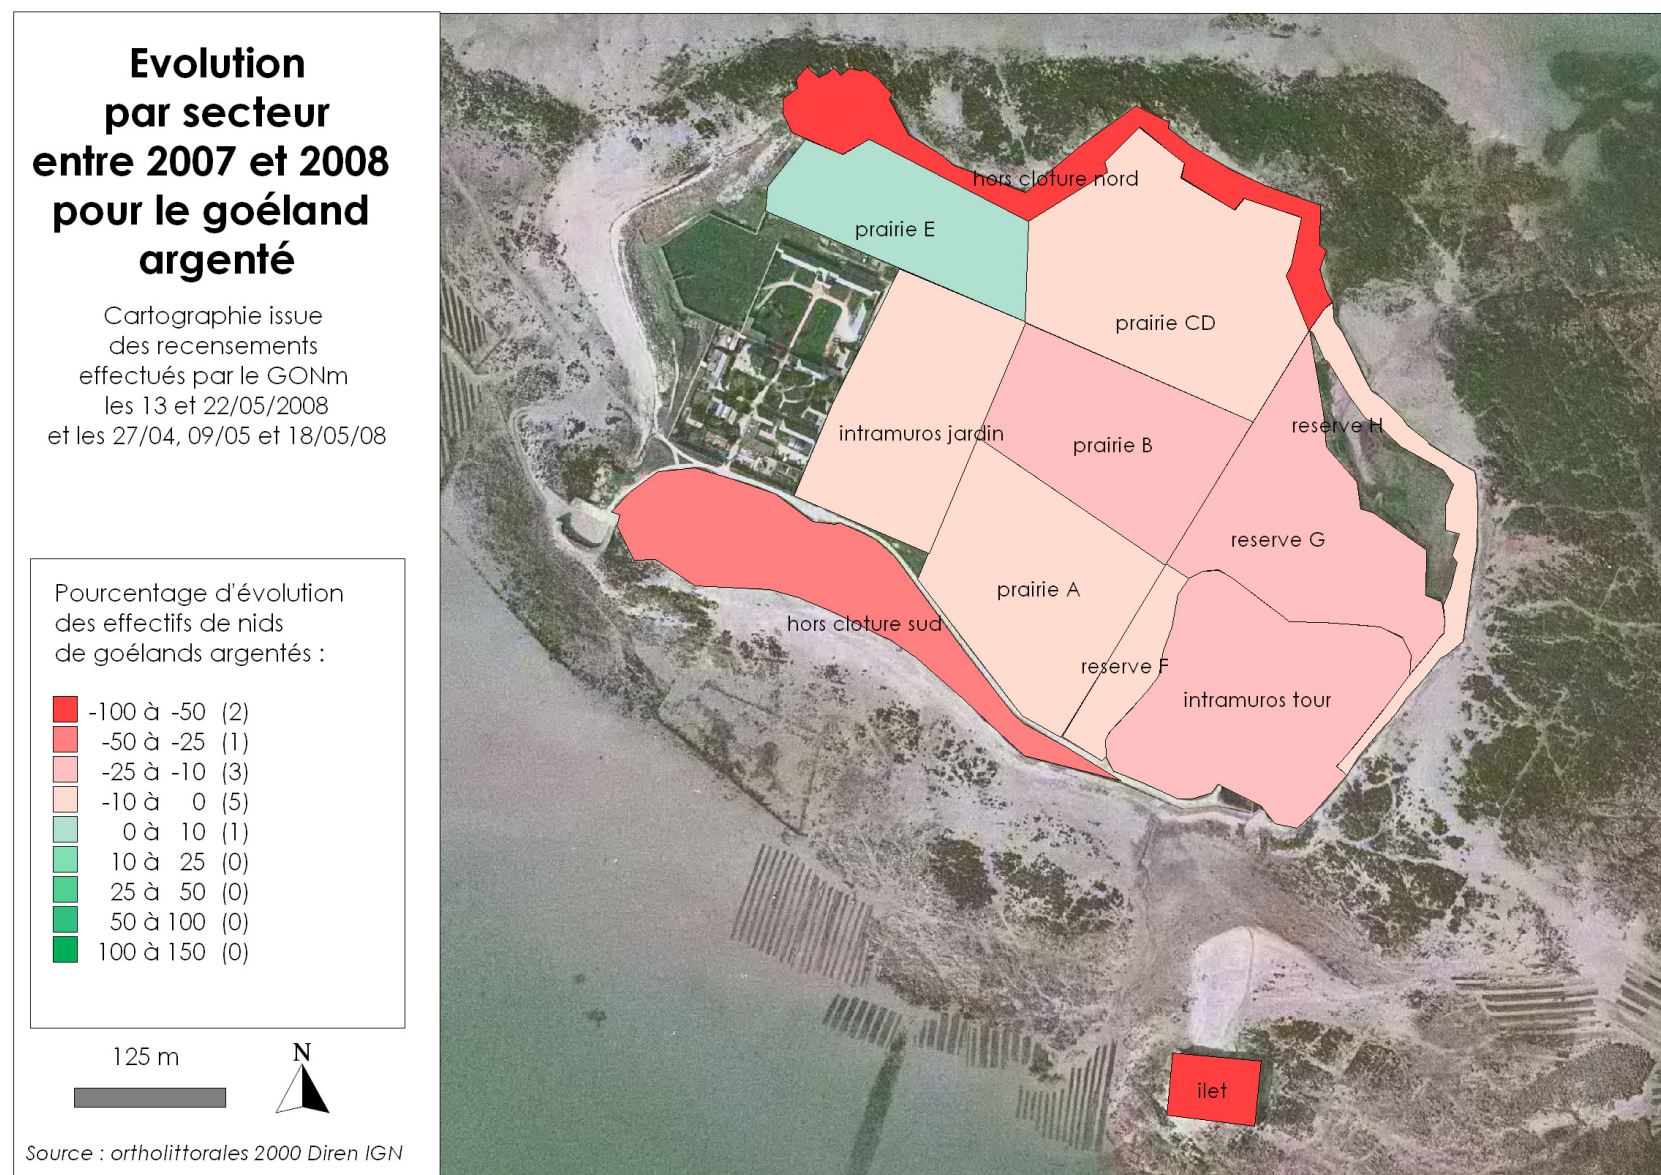 Evolution
par secteur
entre 2007 et 2008
pour le goéland
argenté
Cartographie issue
des recensements
effectués par le GONm
les 13 et 22/05/2008
et les 27/04, 09/05 et 18/05/08
Pourcentage d'évolution
des effectifs de nids
de goélands argentés :
-100 à -50 (2)
-50 à -25 (1)
-25 à -10 (3)
-10 à 0 (5)
0 à 10 (1)
10 à 25 (0)
25 à 50 (0)
50 à 100 (0)
100 à 150 (0)
125 m
N
Source : ortholittorales 2000 Diren IGN
hors cloture nord
prairie E
prairie CD
intramuros jardin
prairie B
reserve H
reserve G
prairie A
hors cloture sud
reserve F
intramuros tour
ilet